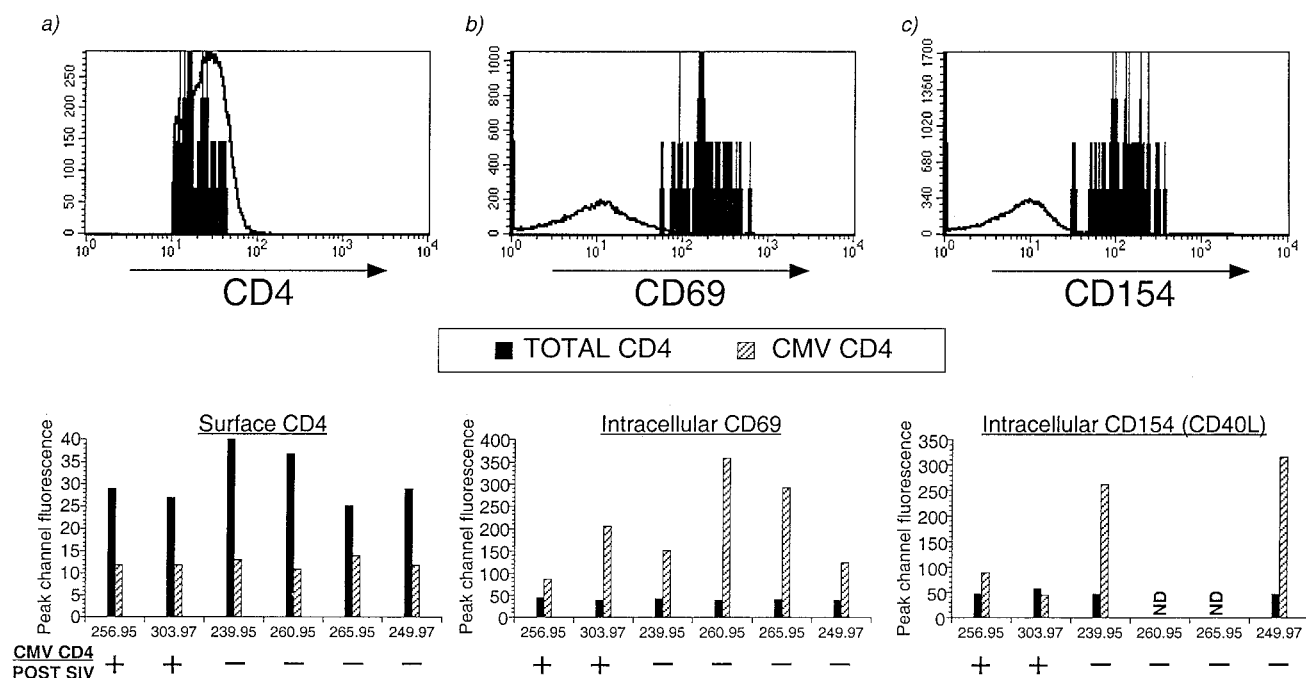 a)
b)
c)
250
200
150
100
50
0
10^0 10^1 10^2 10^3 10^4
CD4
1000
800
600
400
200
0
10^0 10^1 10^2 10^3 10^4
CD69
1700
1360
1020
680
340
0
10^0 10^1 10^2 10^3 10^4
CD154
TOTAL CD4 CMV CD4
Surface CD4
Peak channel fluorescence
40
35
30
25
20
15
10
5
0
256.95 303.97 239.95 260.95 265.95 249.97
CMV CD4
POST SIV
+ + − − − −
Intracellular CD69
Peak channel fluorescence
400
350
300
250
200
150
100
50
0
256.95 303.97 239.95 260.95 265.95 249.97
+ + − − − −
Intracellular CD154 (CD40L)
Peak channel fluorescence
350
300
250
200
150
100
50
0
ND ND
256.95 303.97 239.95 260.95 265.95 249.97
+ + − − − −